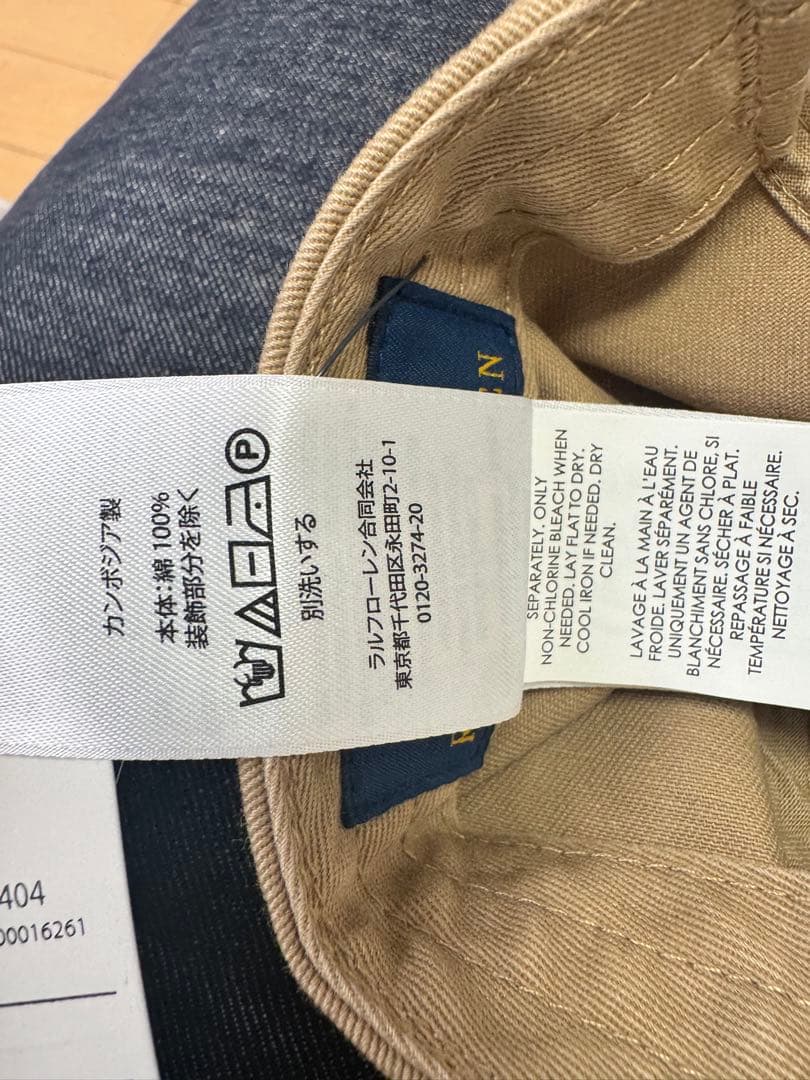 カンボジア製
本体:綿 100%
装飾部分を除く
P
別洗いする
ラルフローレン合同会社
東京都千代田区永田町2-10-1
0120-3274-20
SEPARATELY. ONLY
NON-CHLORINE BLEACH WHEN
NEEDED. LAY FLAT TO DRY.
COOL IRON IF NEEDED. DRY
CLEAN.
LAVAGE À LA MAIN À L'EAU
FROIDE. LAVER SÉPARÉMENT.
UNIQUEMENT UN AGENT DE
BLANCHIMENT SANS CHLORE, SI
NÉCESSAIRE. SÉCHER À PLAT.
REPASSAGE À FAIBLE
TEMPÉRATURE SI NÉCESSAIRE.
NETTOYAGE À SEC.
404
00016261